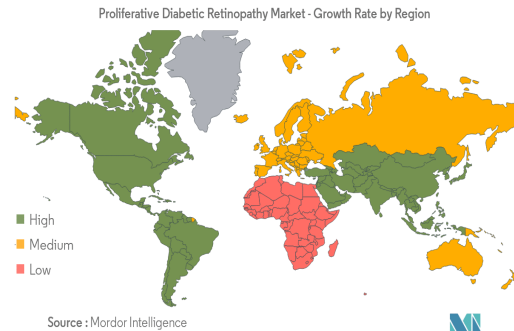 Proliferative Diabetic Retinopathy Market - Growth Rate by Region
High
Medium
Low
Source : Mordor Intelligence